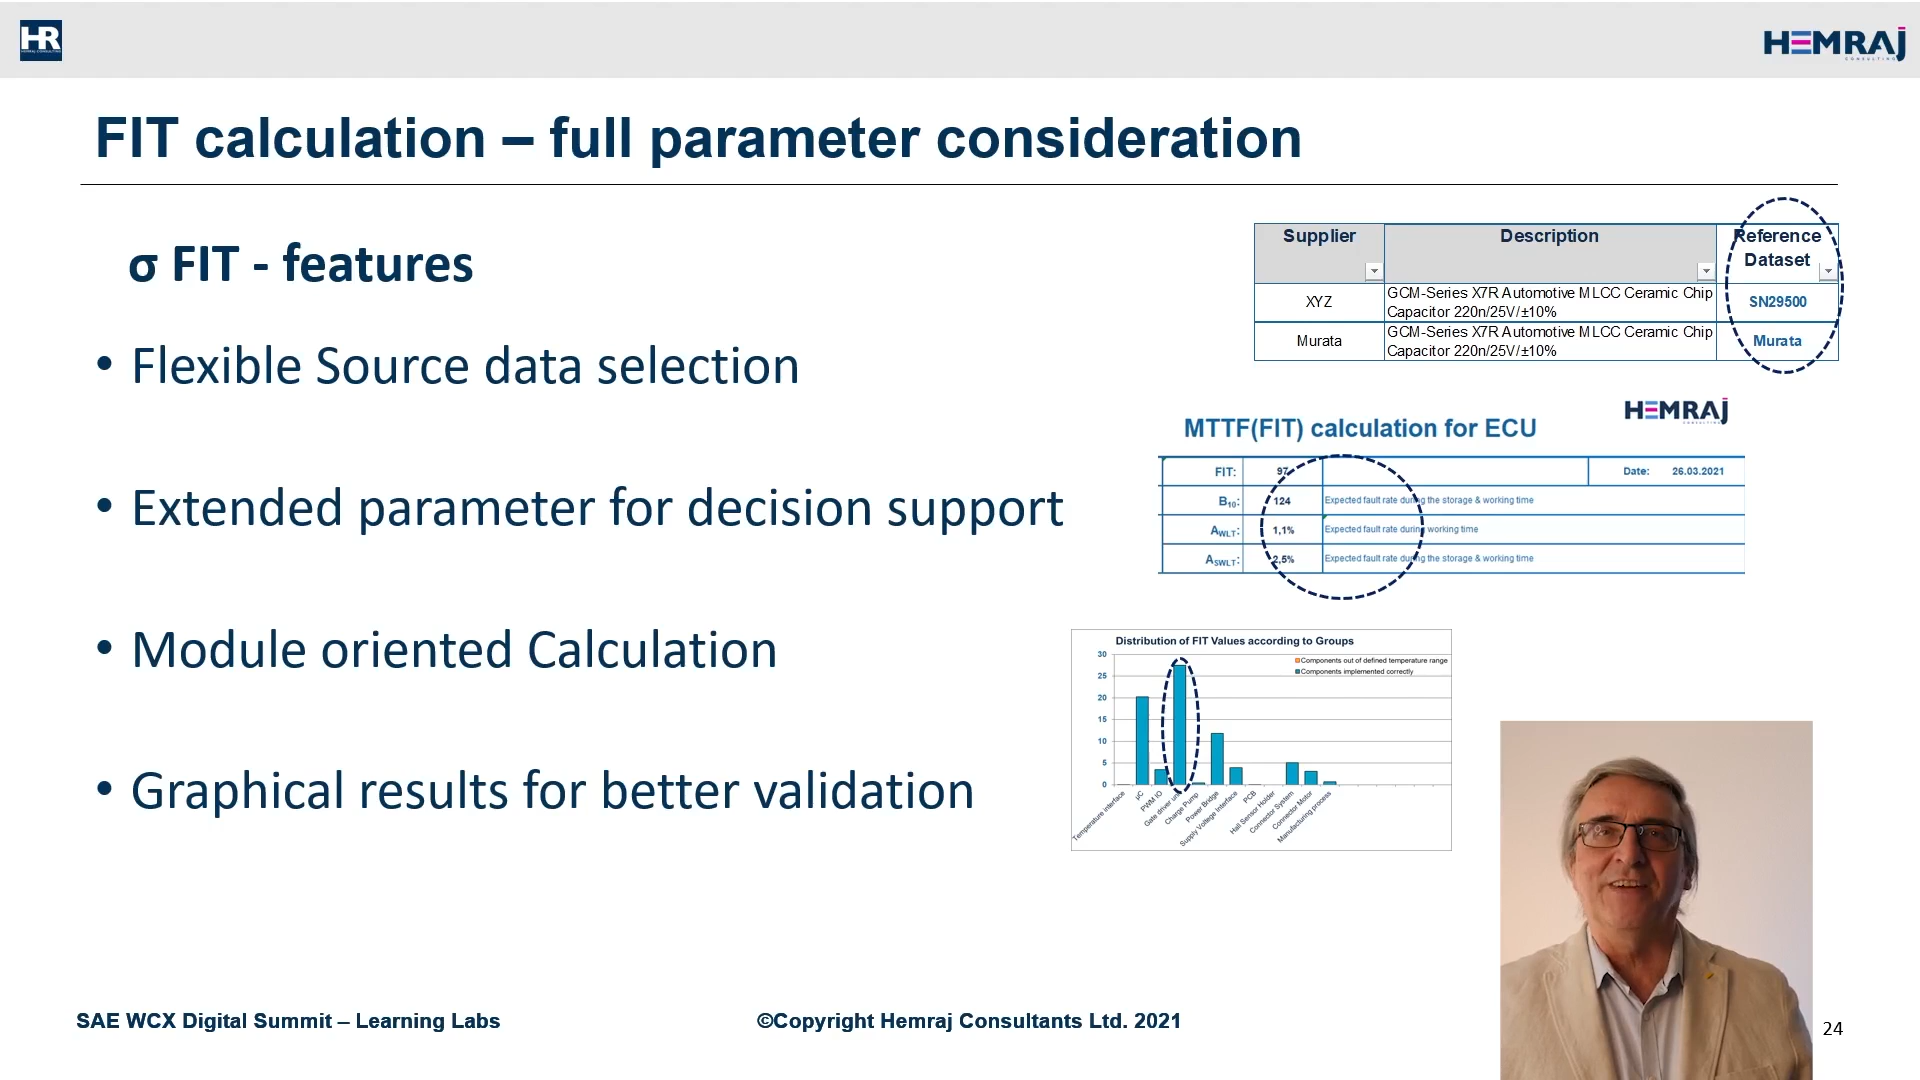 HR
HEMRAJ
CONSULTING
FIT calculation – full parameter consideration
σ FIT - features
• Flexible Source data selection
• Extended parameter for decision support
• Module oriented Calculation
• Graphical results for better validation
Supplier Description Reference Dataset
XYZ GCM-Series X7R Automotive MLCC Ceramic Chip Capacitor 220n/25V/±10% SN29500
Murata GCM-Series X7R Automotive MLCC Ceramic Chip Capacitor 220n/25V/±10% Murata
HEMRAJ
CONSULTING
MTTF(FIT) calculation for ECU
FIT: 97 Date: 26.03.2021
B10: 124 Expected fault rate during the storage & working time
AWLT: 1,1% Expected fault rate during working time
ASWLT: 2,5% Expected fault rate during the storage & working time
Distribution of FIT Values according to Groups
Components out of defined temperature range
Components implemented correctly
30
25
20
15
10
5
0
Temperature interface
µC
PWM IO
Gate driver unit
Charge Pump
Power Bridge
Supply Voltege Interface
PCB
Hall Sensor Holder
Connector System
Connector Motor
Manufacturing process
SAE WCX Digital Summit – Learning Labs
©Copyright Hemraj Consultants Ltd. 2021
24